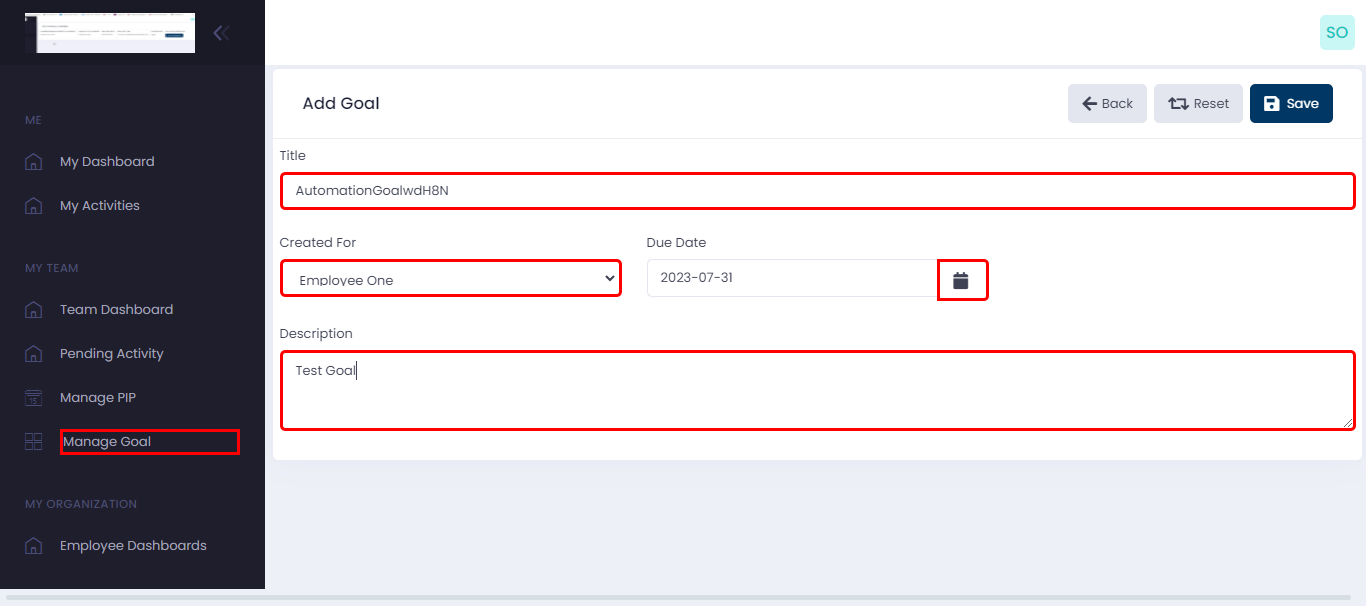 SO
ME
My Dashboard
My Activities
MY TEAM
Team Dashboard
Pending Activity
15
Manage PIP
Manage Goal
MY ORGANIZATION
Employee Dashboards
Add Goal
Back
Reset
Save
Title
AutomationGoalwdH8N
Created For
Due Date
Employee One
2023-07-31
Description
Test Goal